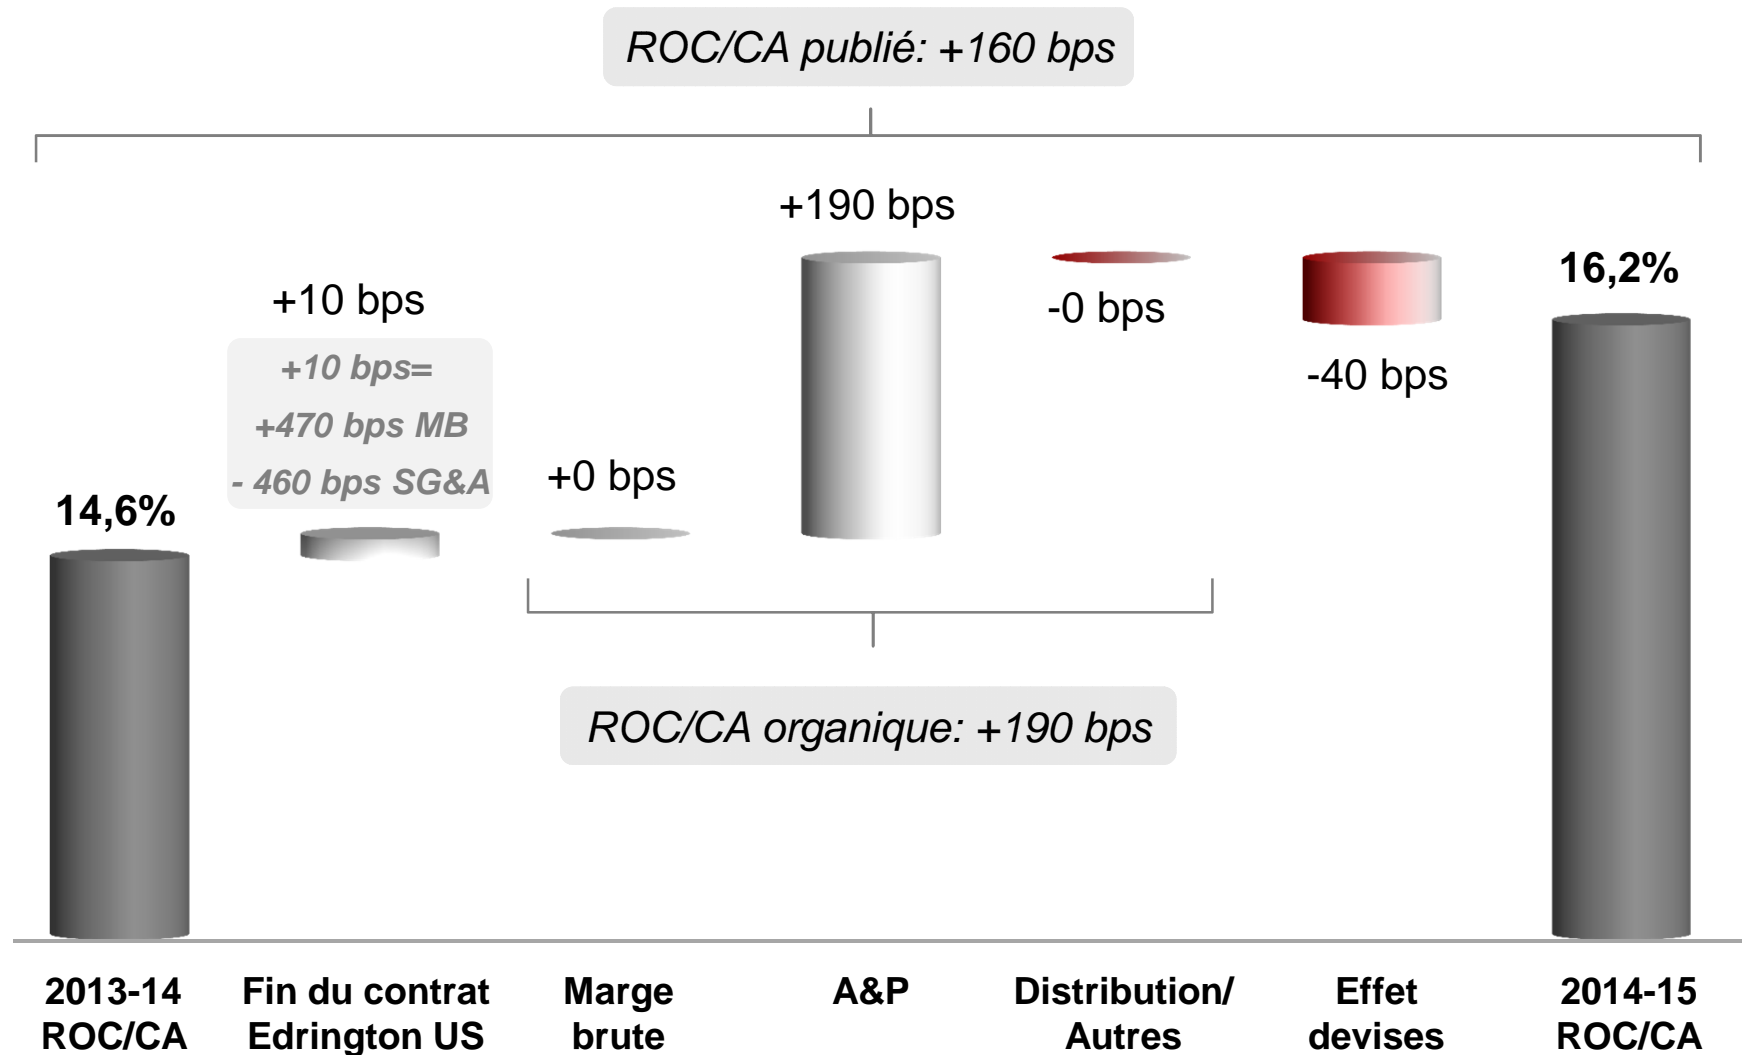 ROC/CA publié: +160 bps
+190 bps
+10 bps
-0 bps
16,2%
+10 bps=
+470 bps MB
- 460 bps SG&A
-40 bps
+0 bps
14,6%
ROC/CA organique: +190 bps
2013-14
ROC/CA
Fin du contrat
Edrington US
Marge
brute
A&P
Distribution/
Autres
Effet
devises
2014-15
ROC/CA